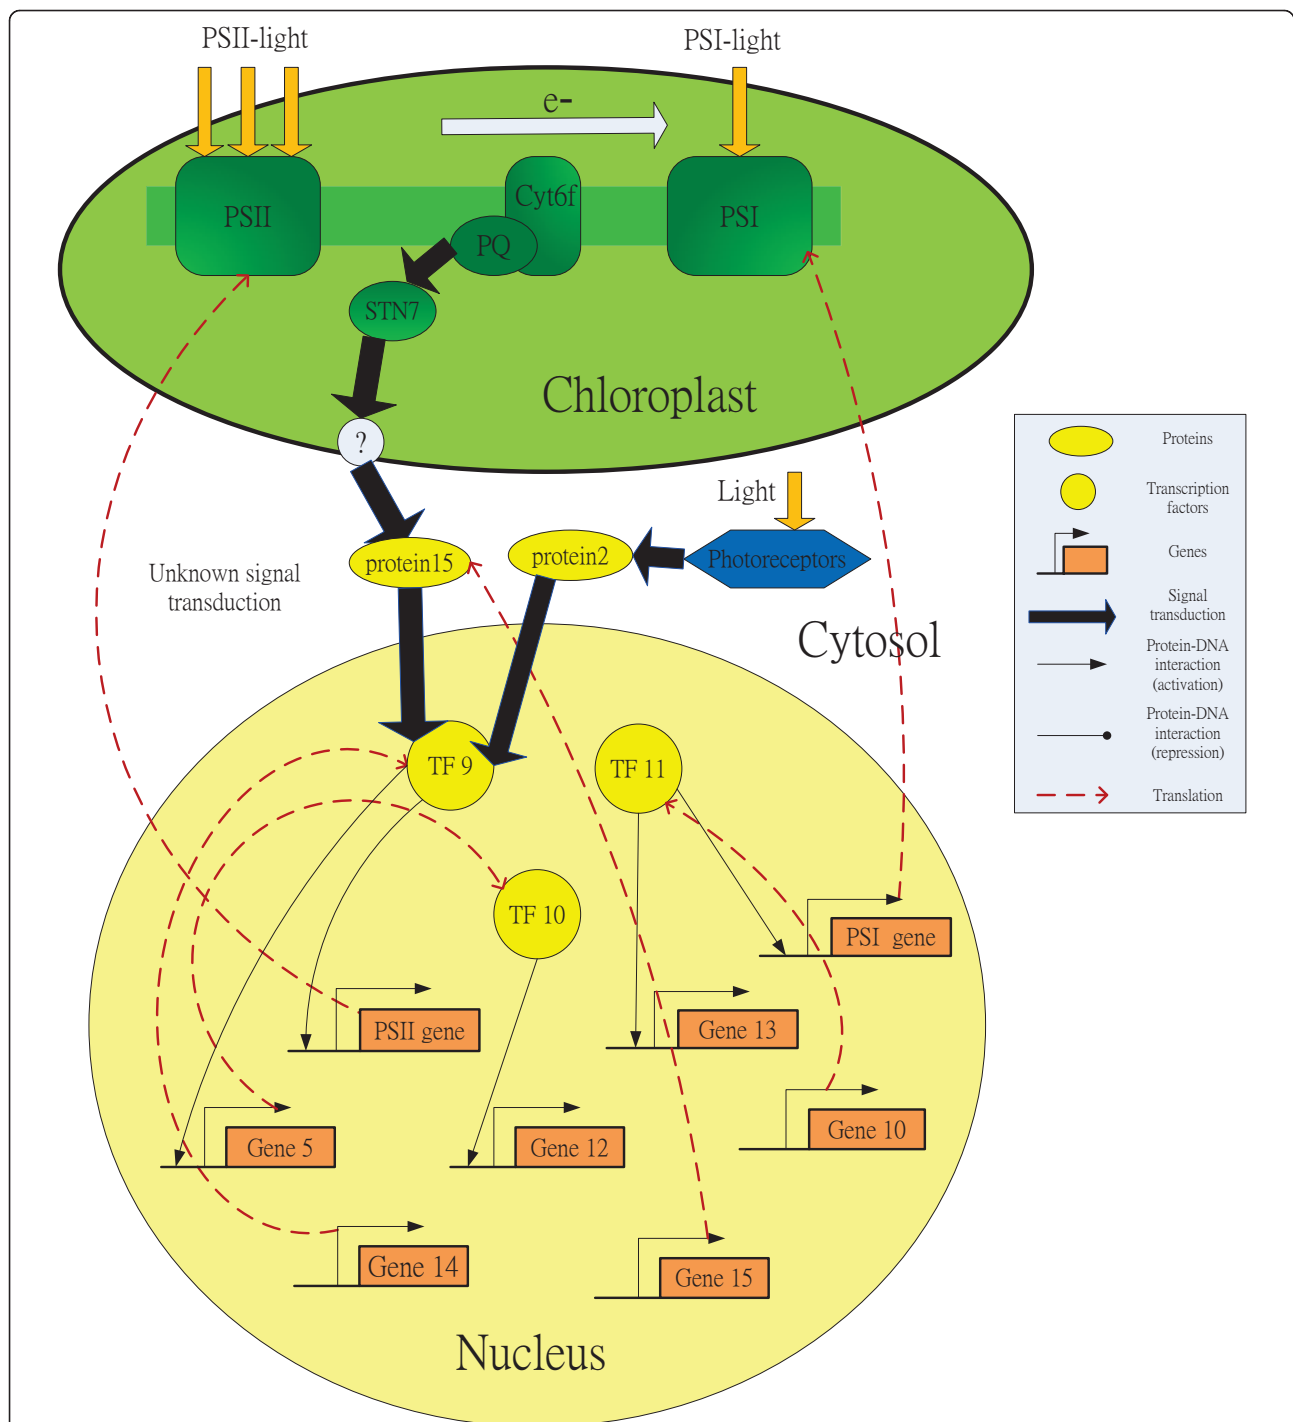 PSII-light
PSI-light
e-
PSII
Cyt6f
PSI
PQ
STN7
Chloroplast
?
Light
protein15
protein2
Photoreceptors
Unknown signal
transduction
Cytosol
TF 9
TF 11
TF 10
PSI gene
PSII gene
Gene 13
Gene 5
Gene 12
Gene 10
Gene 14
Gene 15
Nucleus
Proteins
Transcription
factors
Genes
Signal
transduction
Protein-DNA
interaction
(activation)
Protein-DNA
interaction
(repression)
Translation